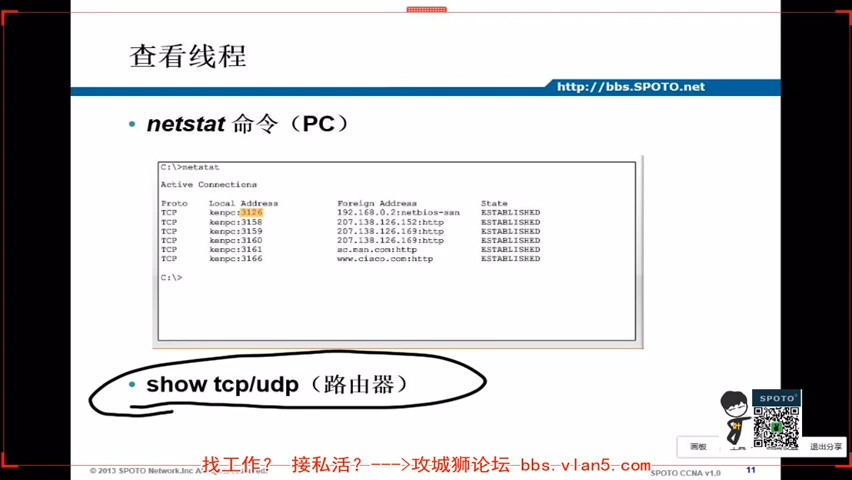 查看线程
http://bbs.SPOTO.net
• netstat 命令（PC）
C:\>netstat
Active Connections
Proto Local Address Foreign Address State
TCP kenpc:3126 192.168.0.2:netbios-ssn ESTABLISHED
TCP kenpc:3158 207.138.126.152:http ESTABLISHED
TCP kenpc:3159 207.138.126.169:http ESTABLISHED
TCP kenpc:3160 207.138.126.169:http ESTABLISHED
TCP kenpc:3161 sc.msn.com:http ESTABLISHED
TCP kenpc:3166 www.cisco.com:http ESTABLISHED
C:\>
• show tcp/udp（路由器）
SPOTO
画板 退出分享
找工作？ 接私活？--->攻城狮论坛 bbs.vlan5.com
© 2013 SPOTO Network.Inc SPOTO CCNA v1.0 11